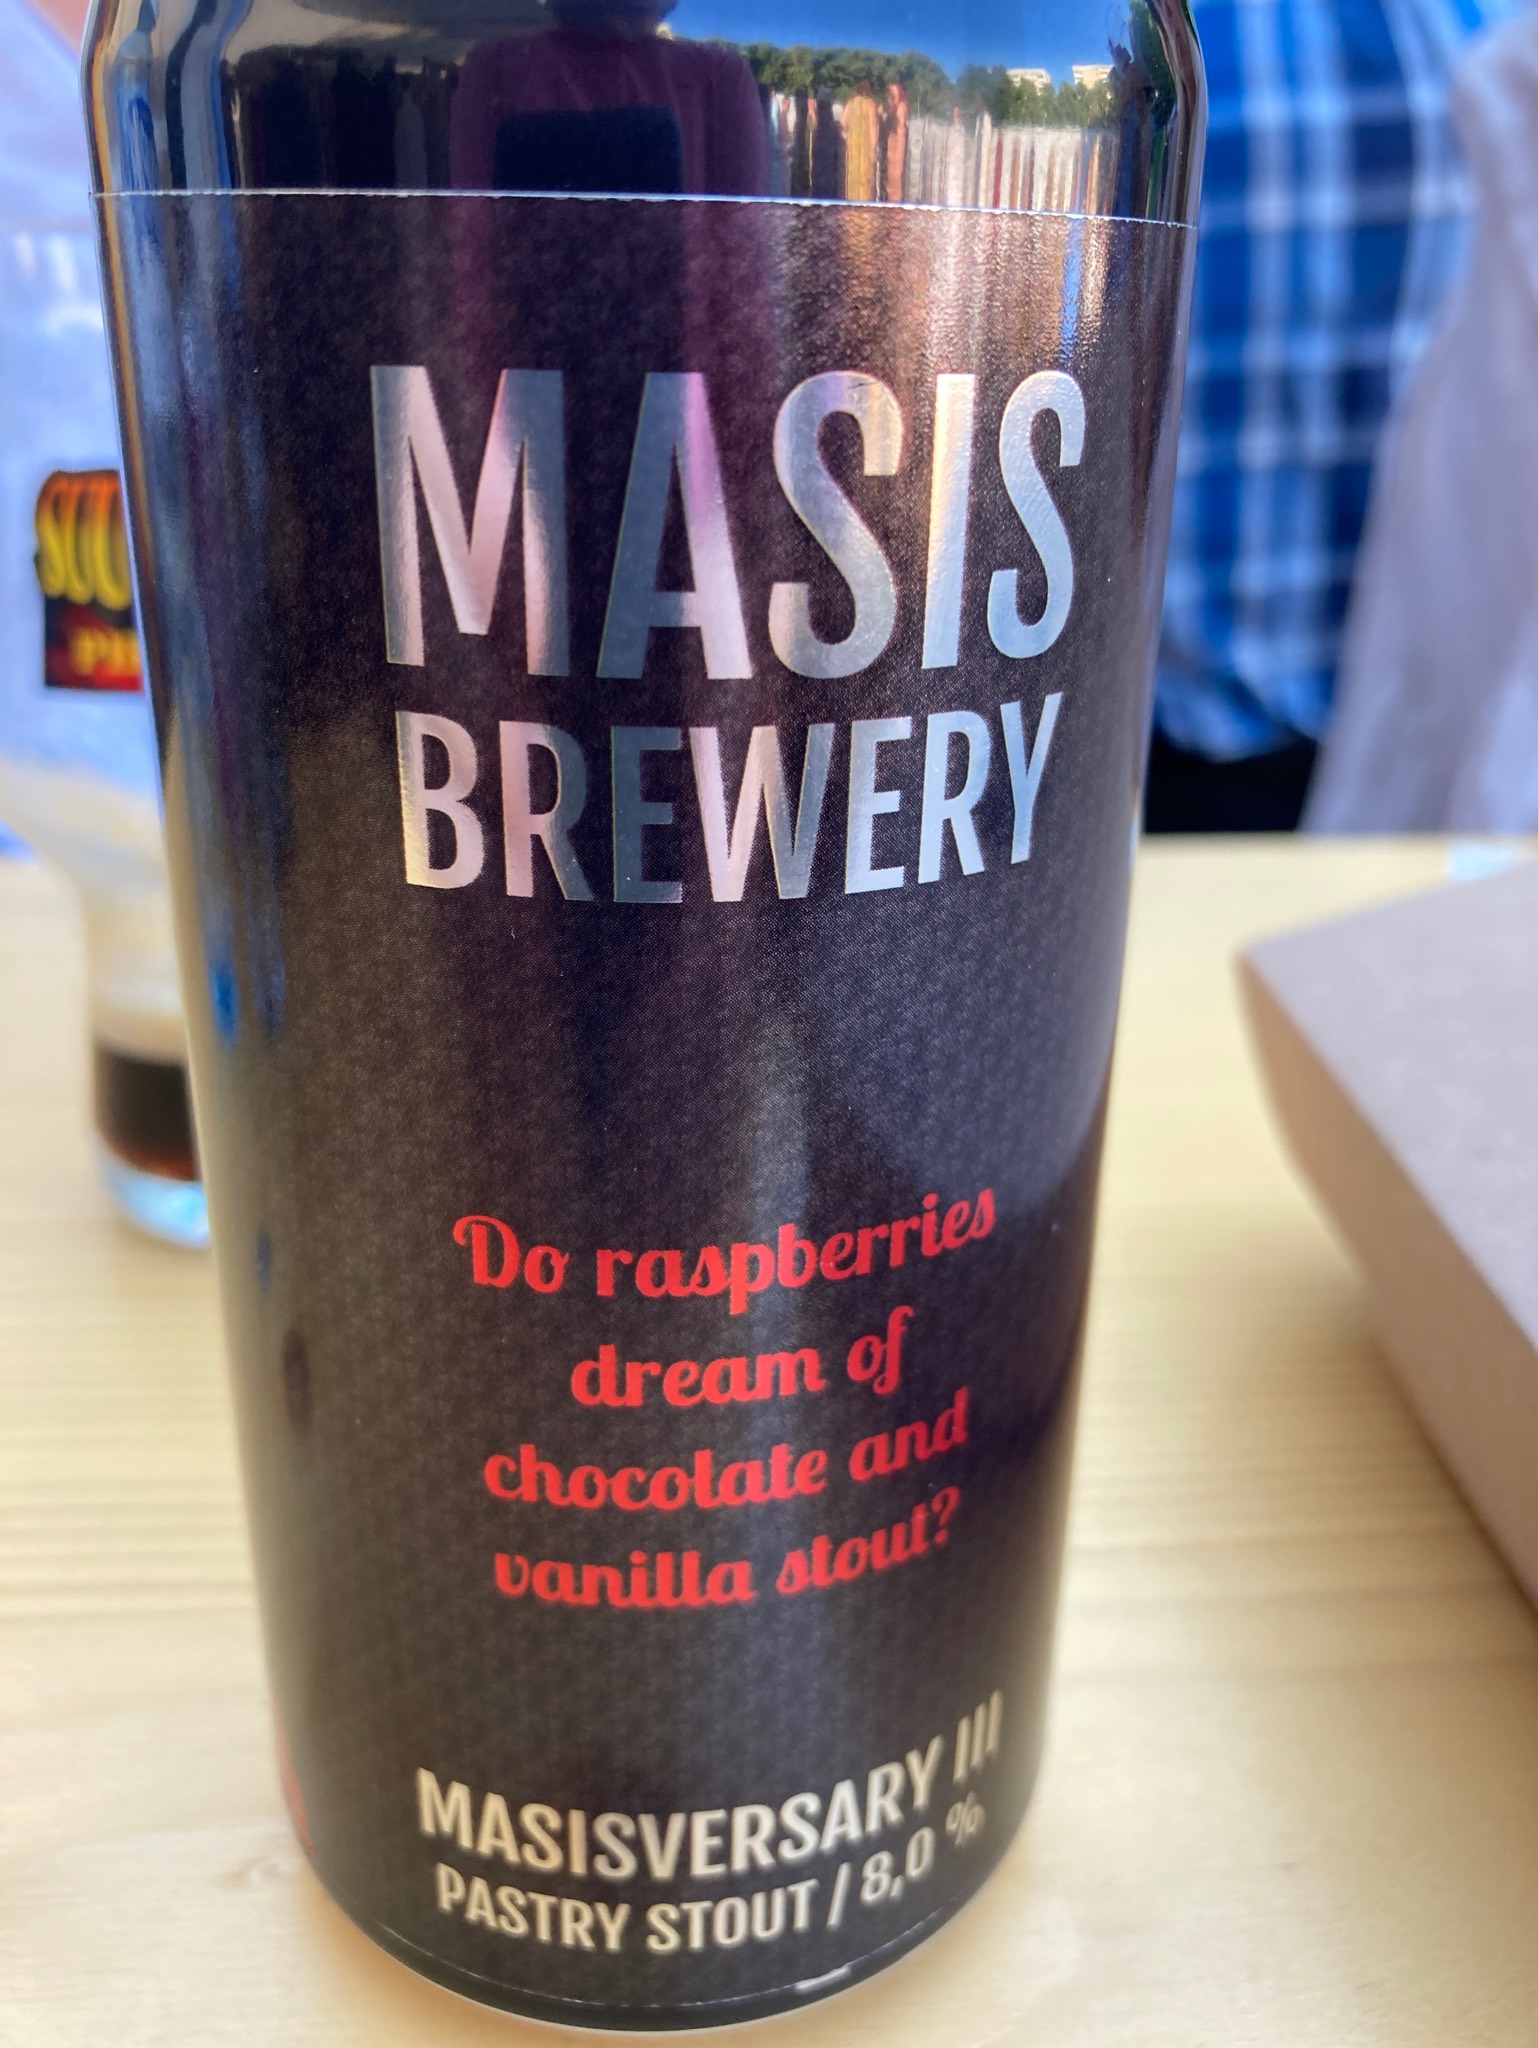 MASIS
BREWERY
Do raspberries
dream of
chocolate and
vanilla stout?
MASISVERSARY III
PASTRY STOUT / 8,0 %